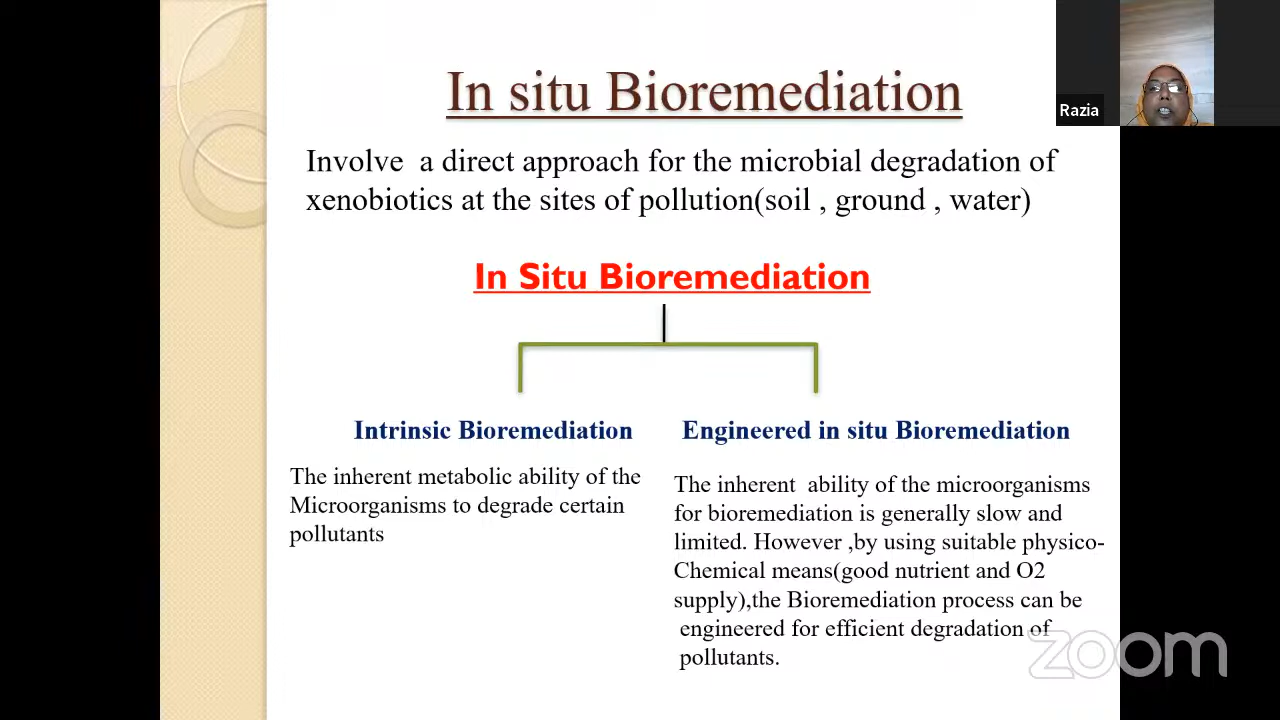 In situ Bioremediation
Razia
Involve a direct approach for the microbial degradation of
xenobiotics at the sites of pollution(soil , ground , water)
In Situ Bioremediation
Intrinsic Bioremediation
The inherent metabolic ability of the
Microorganisms to degrade certain
pollutants
Engineered in situ Bioremediation
The inherent ability of the microorganisms
for bioremediation is generally slow and
limited. However ,by using suitable physico-
Chemical means(good nutrient and O2
supply),the Bioremediation process can be
engineered for efficient degradation of
pollutants.
zoom